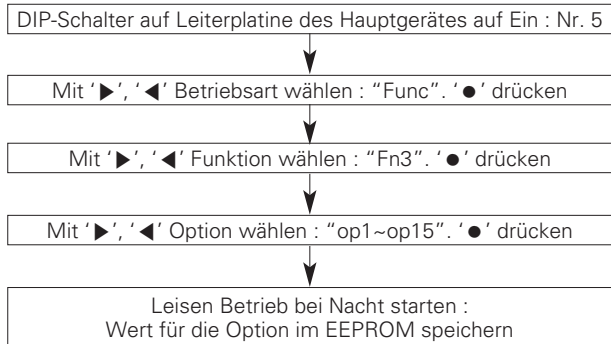 DIP-Schalter auf Leiterplatine des Hauptgerätes auf Ein : Nr. 5
Mit ‘▶’, ‘◀’ Betriebsart wählen : “Func”. ‘●’ drücken
Mit ‘▶’, ‘◀’ Funktion wählen : “Fn3”. ‘●’ drücken
Mit ‘▶’, ‘◀’ Option wählen : “op1~op15”. ‘●’ drücken
Leisen Betrieb bei Nacht starten :
Wert für die Option im EEPROM speichern